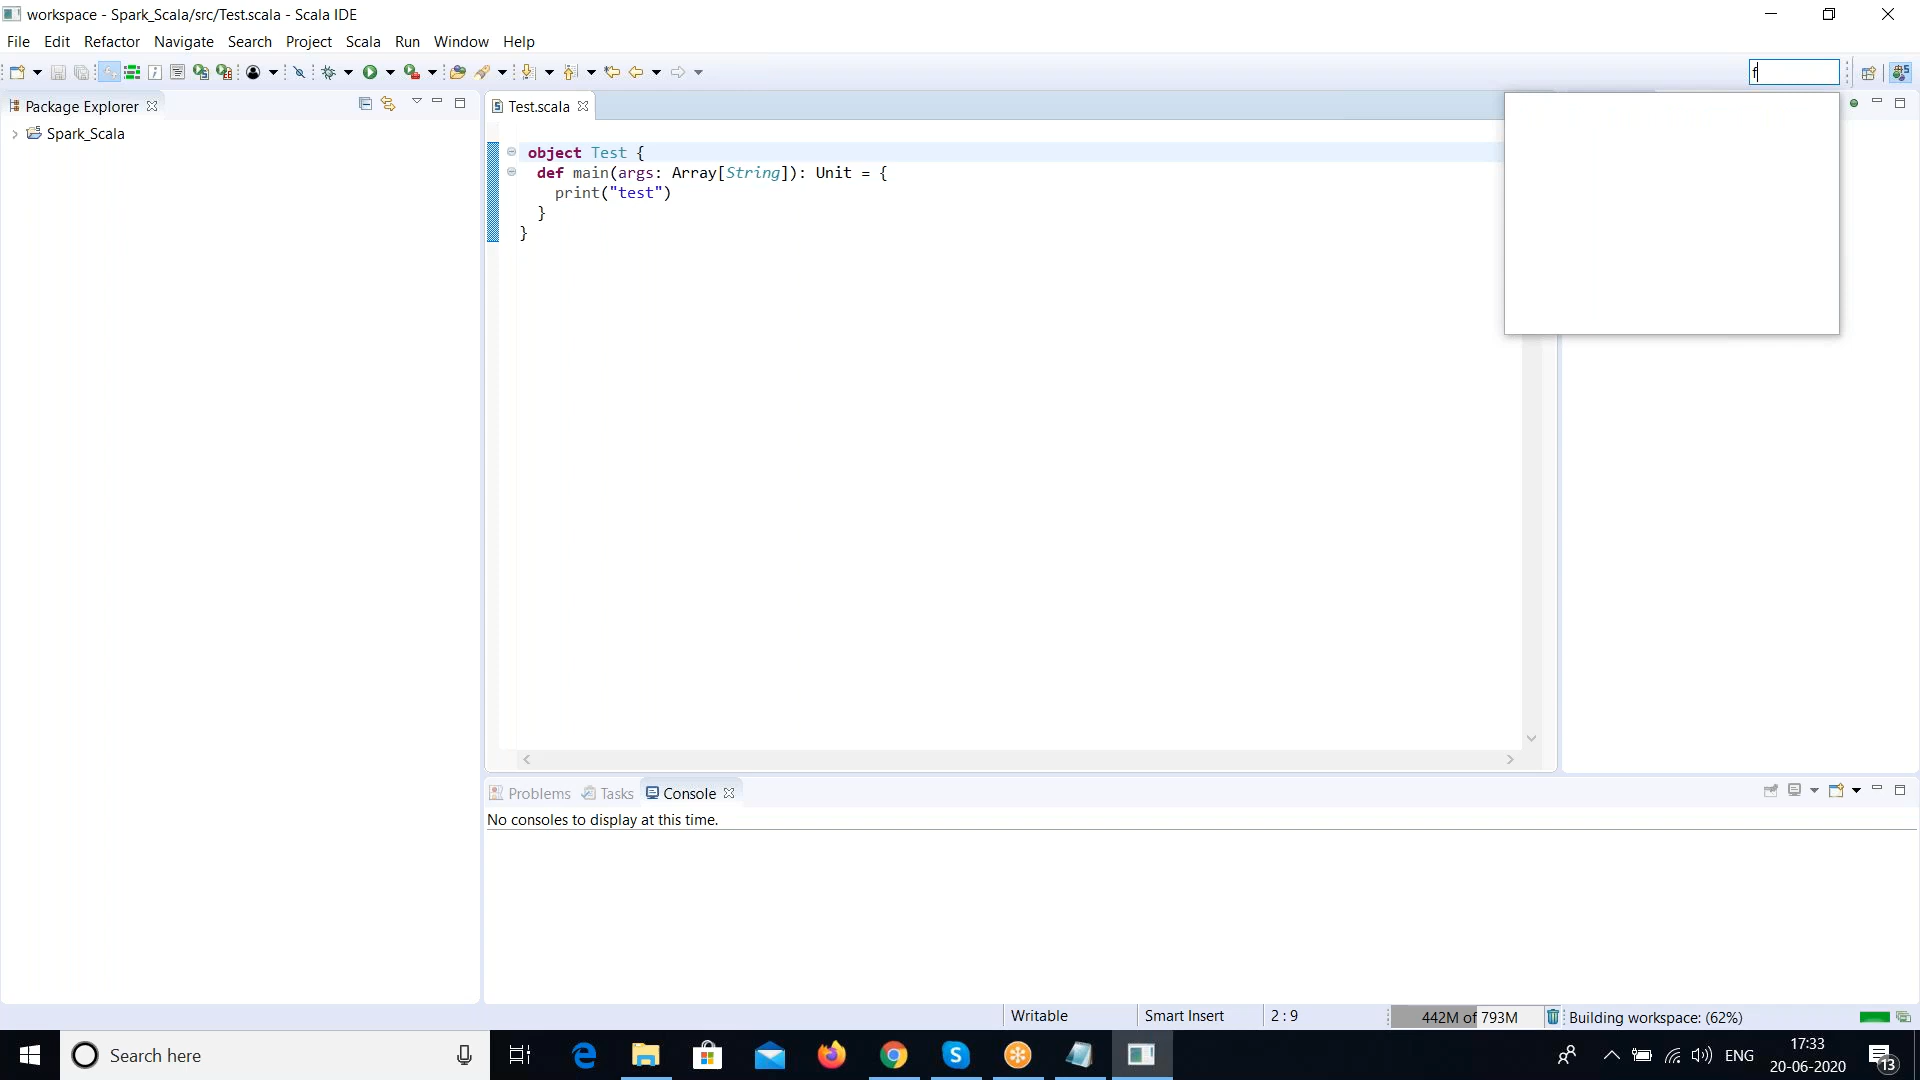 workspace - Spark_Scala/src/Test.scala - Scala IDE
File Edit Refactor Navigate Search Project Scala Run Window Help
f
Package Explorer
Test.scala
Spark_Scala
object Test {
def main(args: Array[String]): Unit = {
print("test")
}
}
Problems Tasks Console
No consoles to display at this time.
Writable Smart Insert 2 : 9 442M of 793M Building workspace: (62%)
Search here
ENG
17:33
20-06-2020
13